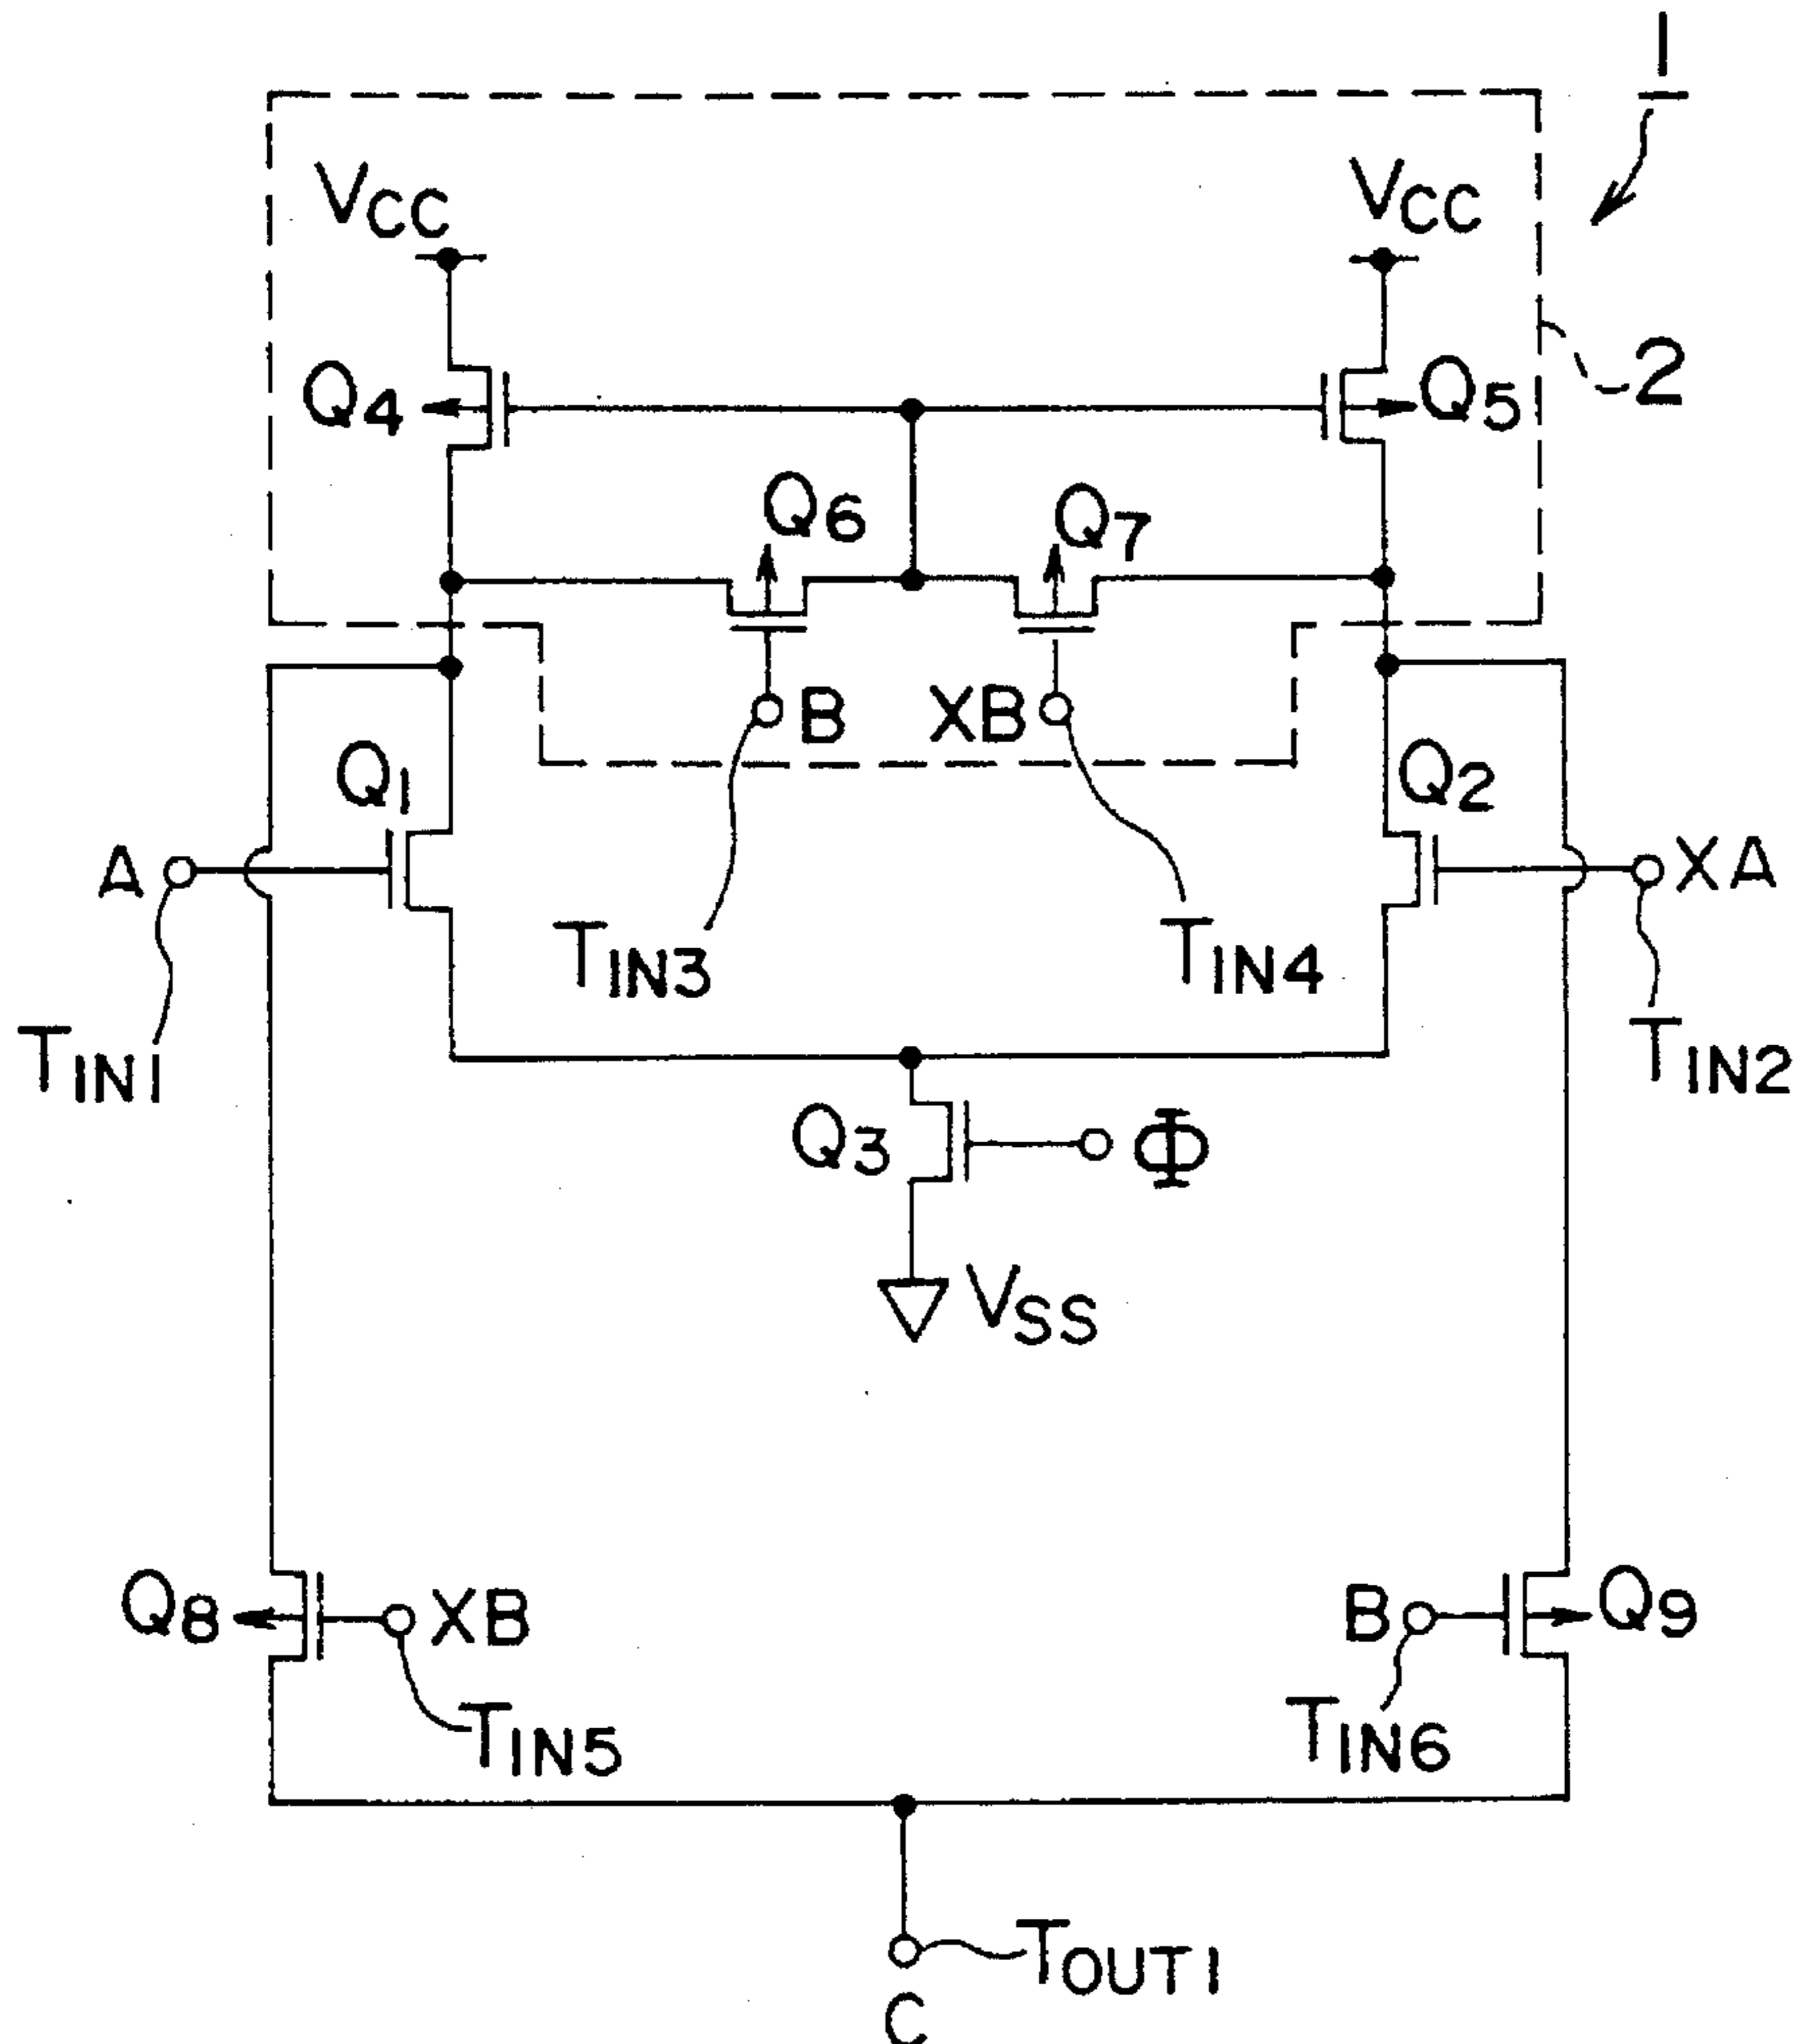 1
VCC
VCC
2
Q4
Q5
Q6
Q7
B
XB
Q1
Q2
A
XA
TIN3
TIN4
TIN1
TIN2
Q3
Φ
VSS
Q8
XB
B
Q9
TIN5
TIN6
TOUT1
C